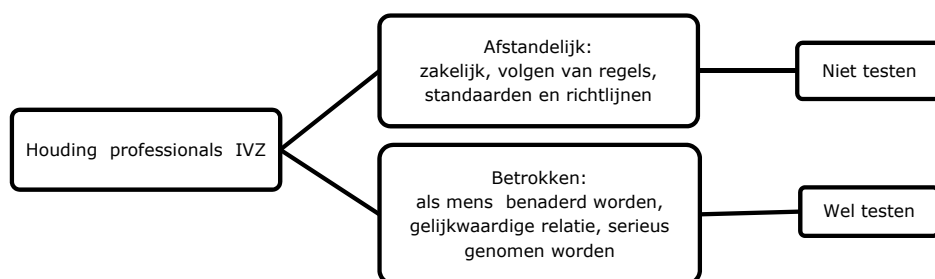 Afstandelijk:
zakelijk, volgen van regels,
standaarden en richtlijnen
Niet testen
Houding professionals IVZ
Betrokken:
als mens benaderd worden,
gelijkwaardige relatie, serieus
genomen worden
Wel testen